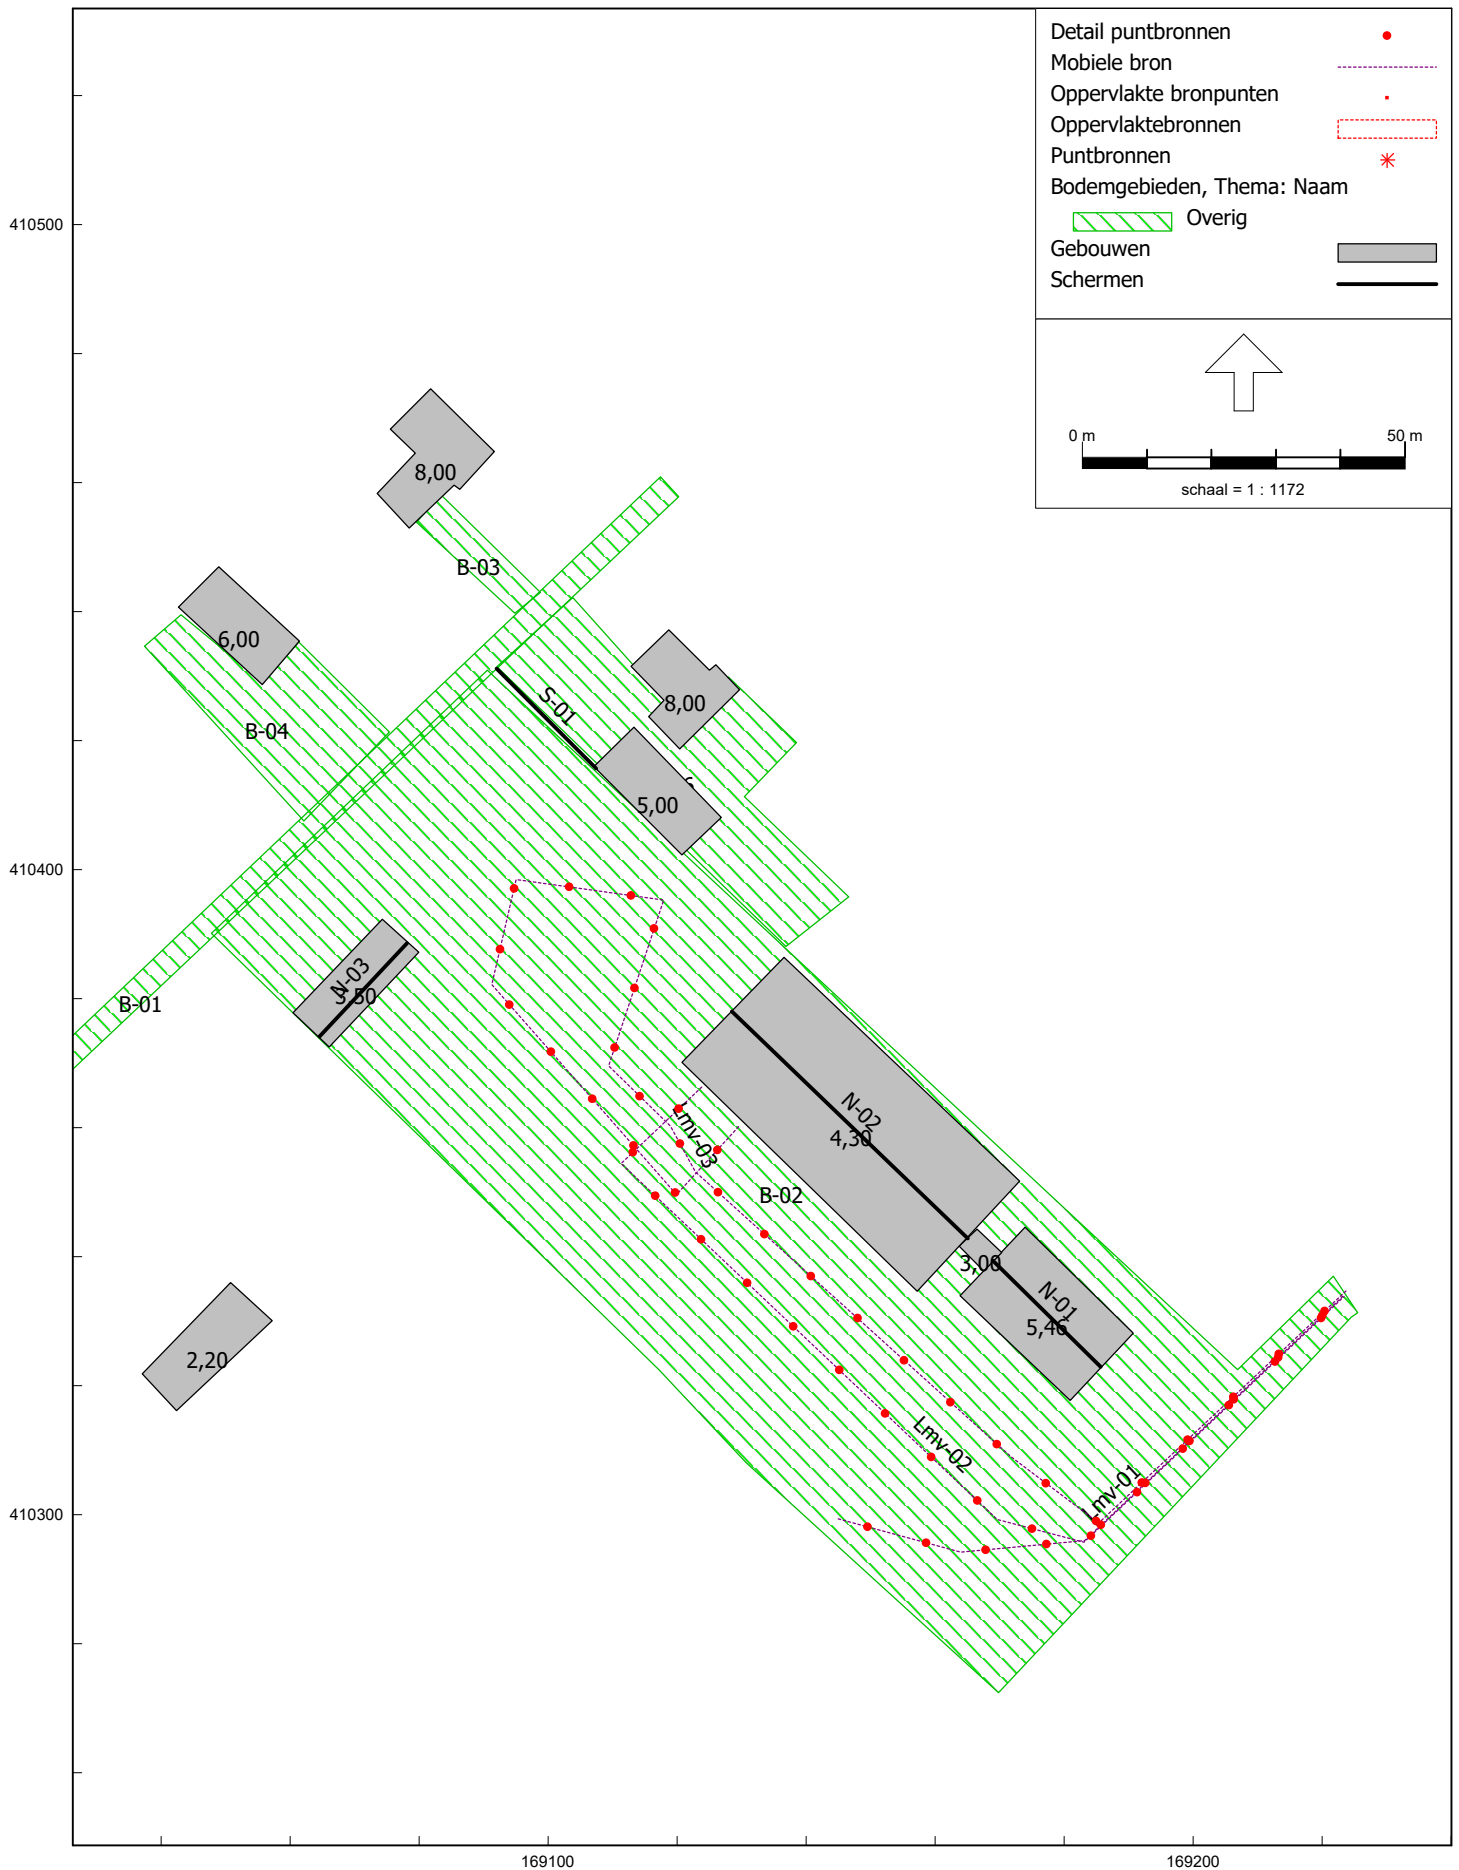 Detail puntbronnen
Mobiele bron
Oppervlakte bronpunten
Oppervlaktebronnen
Puntbronnen
Bodemgebieden, Thema: Naam
Overig
Gebouwen
Schermen
0 m 50 m
schaal = 1 : 1172
410500
8,00
B-03
6,00
B-04
S-01
8,00
5,00
410400
N-03
3,50
B-01
N-02
4,30
Lmv-03
B-02
3,00
N-01
5,46
2,20
Lmv-02
Lmv-01
410300
169100 169200